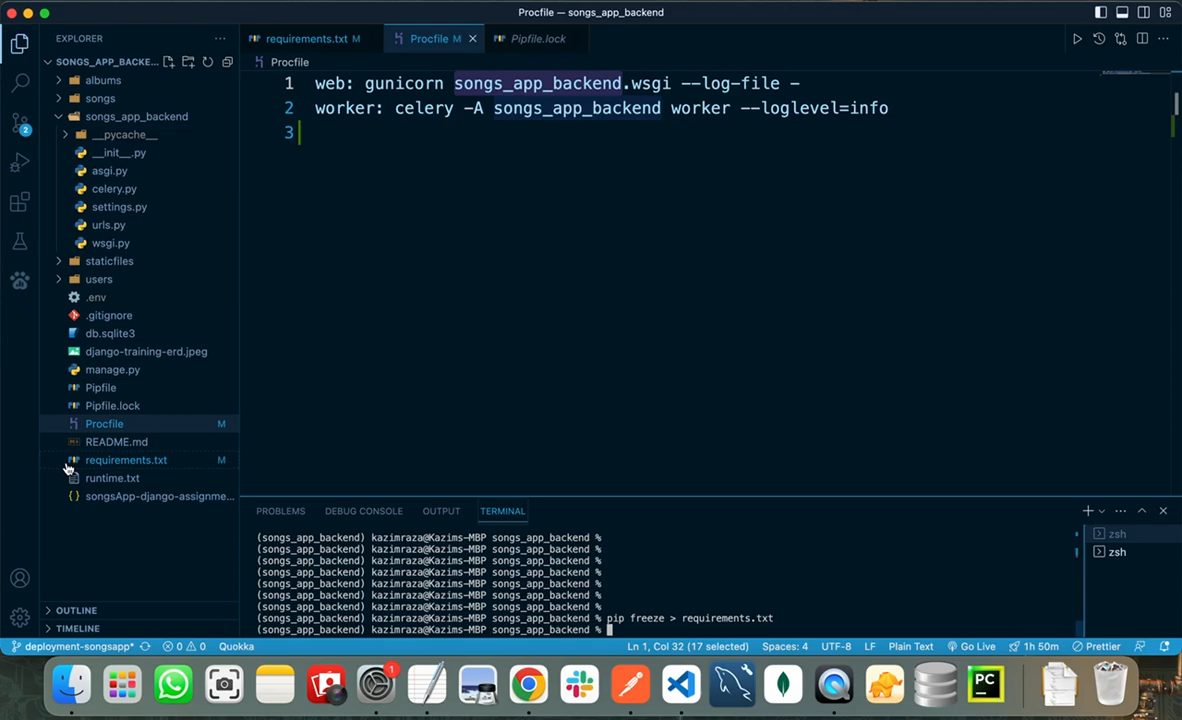 Procfile — songs_app_backend
EXPLORER
requirements.txt M
Procfile M
Pipfile.lock
SONGS_APP_BACKE...
Procfile
albums
songs
songs_app_backend
__pycache__
__init__.py
asgi.py
celery.py
settings.py
urls.py
wsgi.py
staticfiles
users
.env
.gitignore
db.sqlite3
django-training-erd.jpeg
manage.py
Pipfile
Pipfile.lock
Procfile M
README.md
requirements.txt M
runtime.txt
songsApp-django-assignme...
OUTLINE
TIMELINE
2
1 web: gunicorn songs_app_backend.wsgi --log-file -
2 worker: celery -A songs_app_backend worker --loglevel=info
3
PROBLEMS DEBUG CONSOLE OUTPUT TERMINAL
(songs_app_backend) kazimraza@Kazims-MBP songs_app_backend %
(songs_app_backend) kazimraza@Kazims-MBP songs_app_backend %
(songs_app_backend) kazimraza@Kazims-MBP songs_app_backend %
(songs_app_backend) kazimraza@Kazims-MBP songs_app_backend %
(songs_app_backend) kazimraza@Kazims-MBP songs_app_backend %
(songs_app_backend) kazimraza@Kazims-MBP songs_app_backend %
(songs_app_backend) kazimraza@Kazims-MBP songs_app_backend %
(songs_app_backend) kazimraza@Kazims-MBP songs_app_backend % pip freeze > requirements.txt
(songs_app_backend) kazimraza@Kazims-MBP songs_app_backend %
zsh
zsh
deployment-songsapp* 0 0 Quokka
Ln 1, Col 32 (17 selected) Spaces: 4 UTF-8 LF Plain Text Go Live 1h 50m Prettier
1
PC